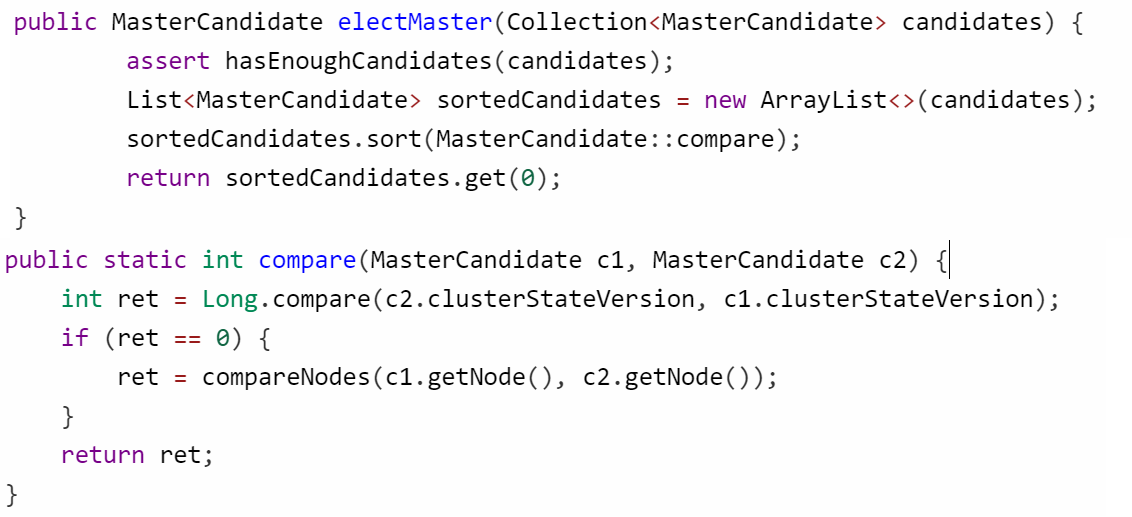 public MasterCandidate electMaster(Collection<MasterCandidate> candidates) {
        assert hasEnoughCandidates(candidates);
        List<MasterCandidate> sortedCandidates = new ArrayList<>(candidates);
        sortedCandidates.sort(MasterCandidate::compare);
        return sortedCandidates.get(0);
}
public static int compare(MasterCandidate c1, MasterCandidate c2) {
    int ret = Long.compare(c2.clusterStateVersion, c1.clusterStateVersion);
    if (ret == 0) {
        ret = compareNodes(c1.getNode(), c2.getNode());
    }
    return ret;
}